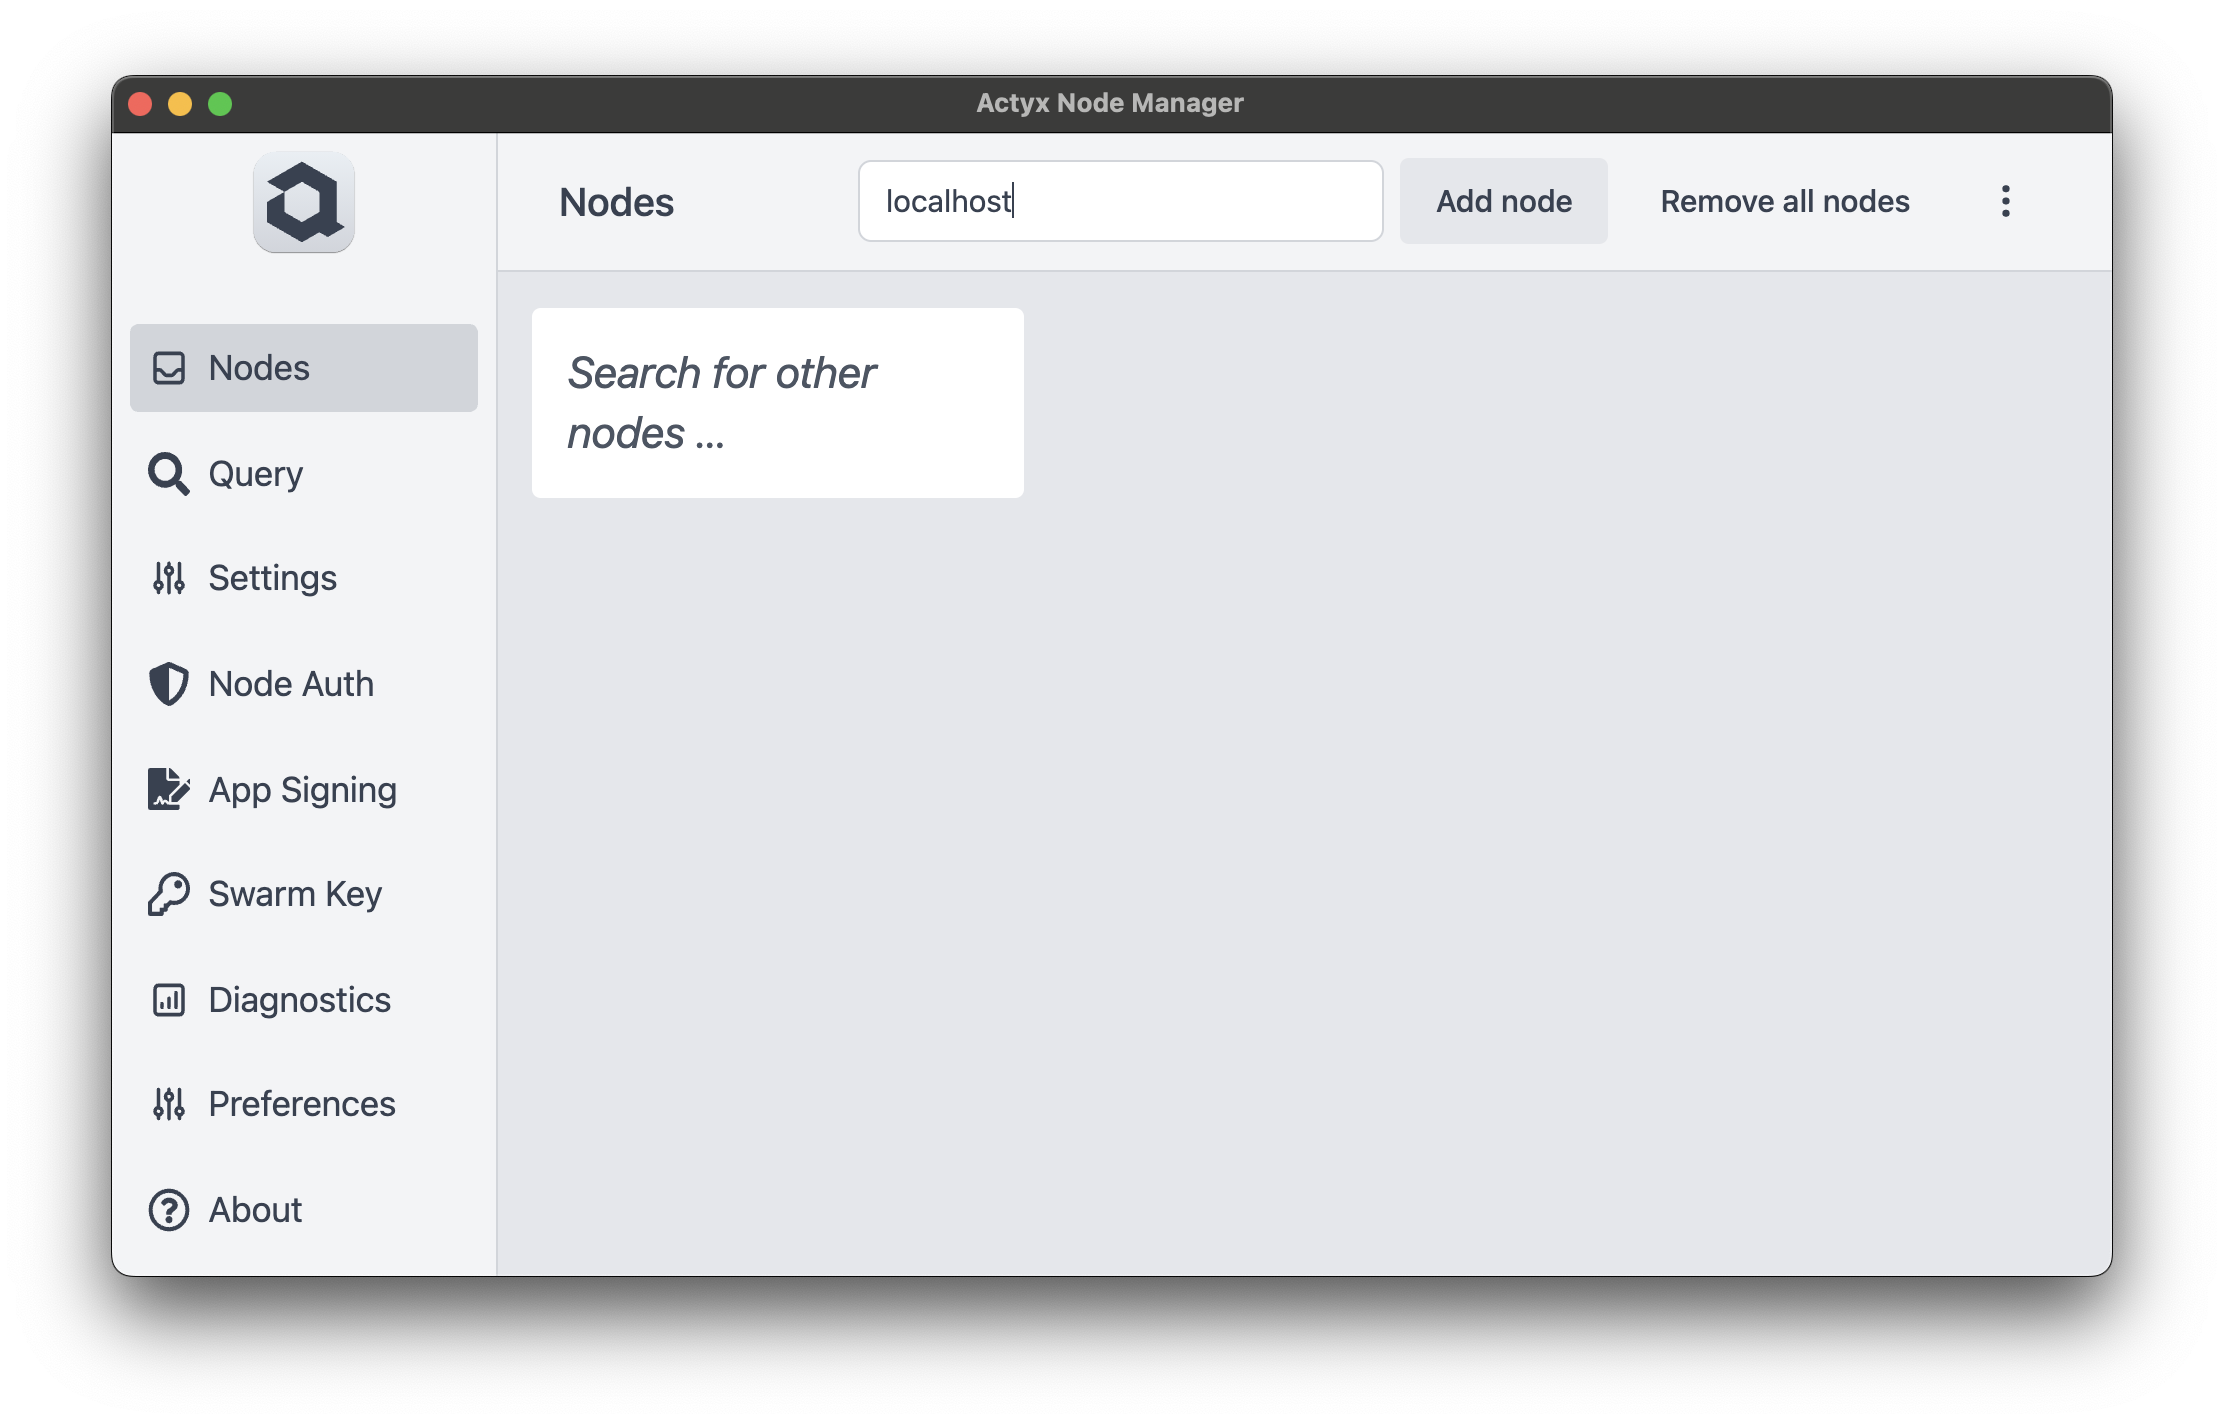 Actyx Node Manager
Nodes
localhost
Add node
Remove all nodes
Nodes
Query
Settings
Node Auth
App Signing
Swarm Key
Diagnostics
Preferences
About
Search for other
nodes ...